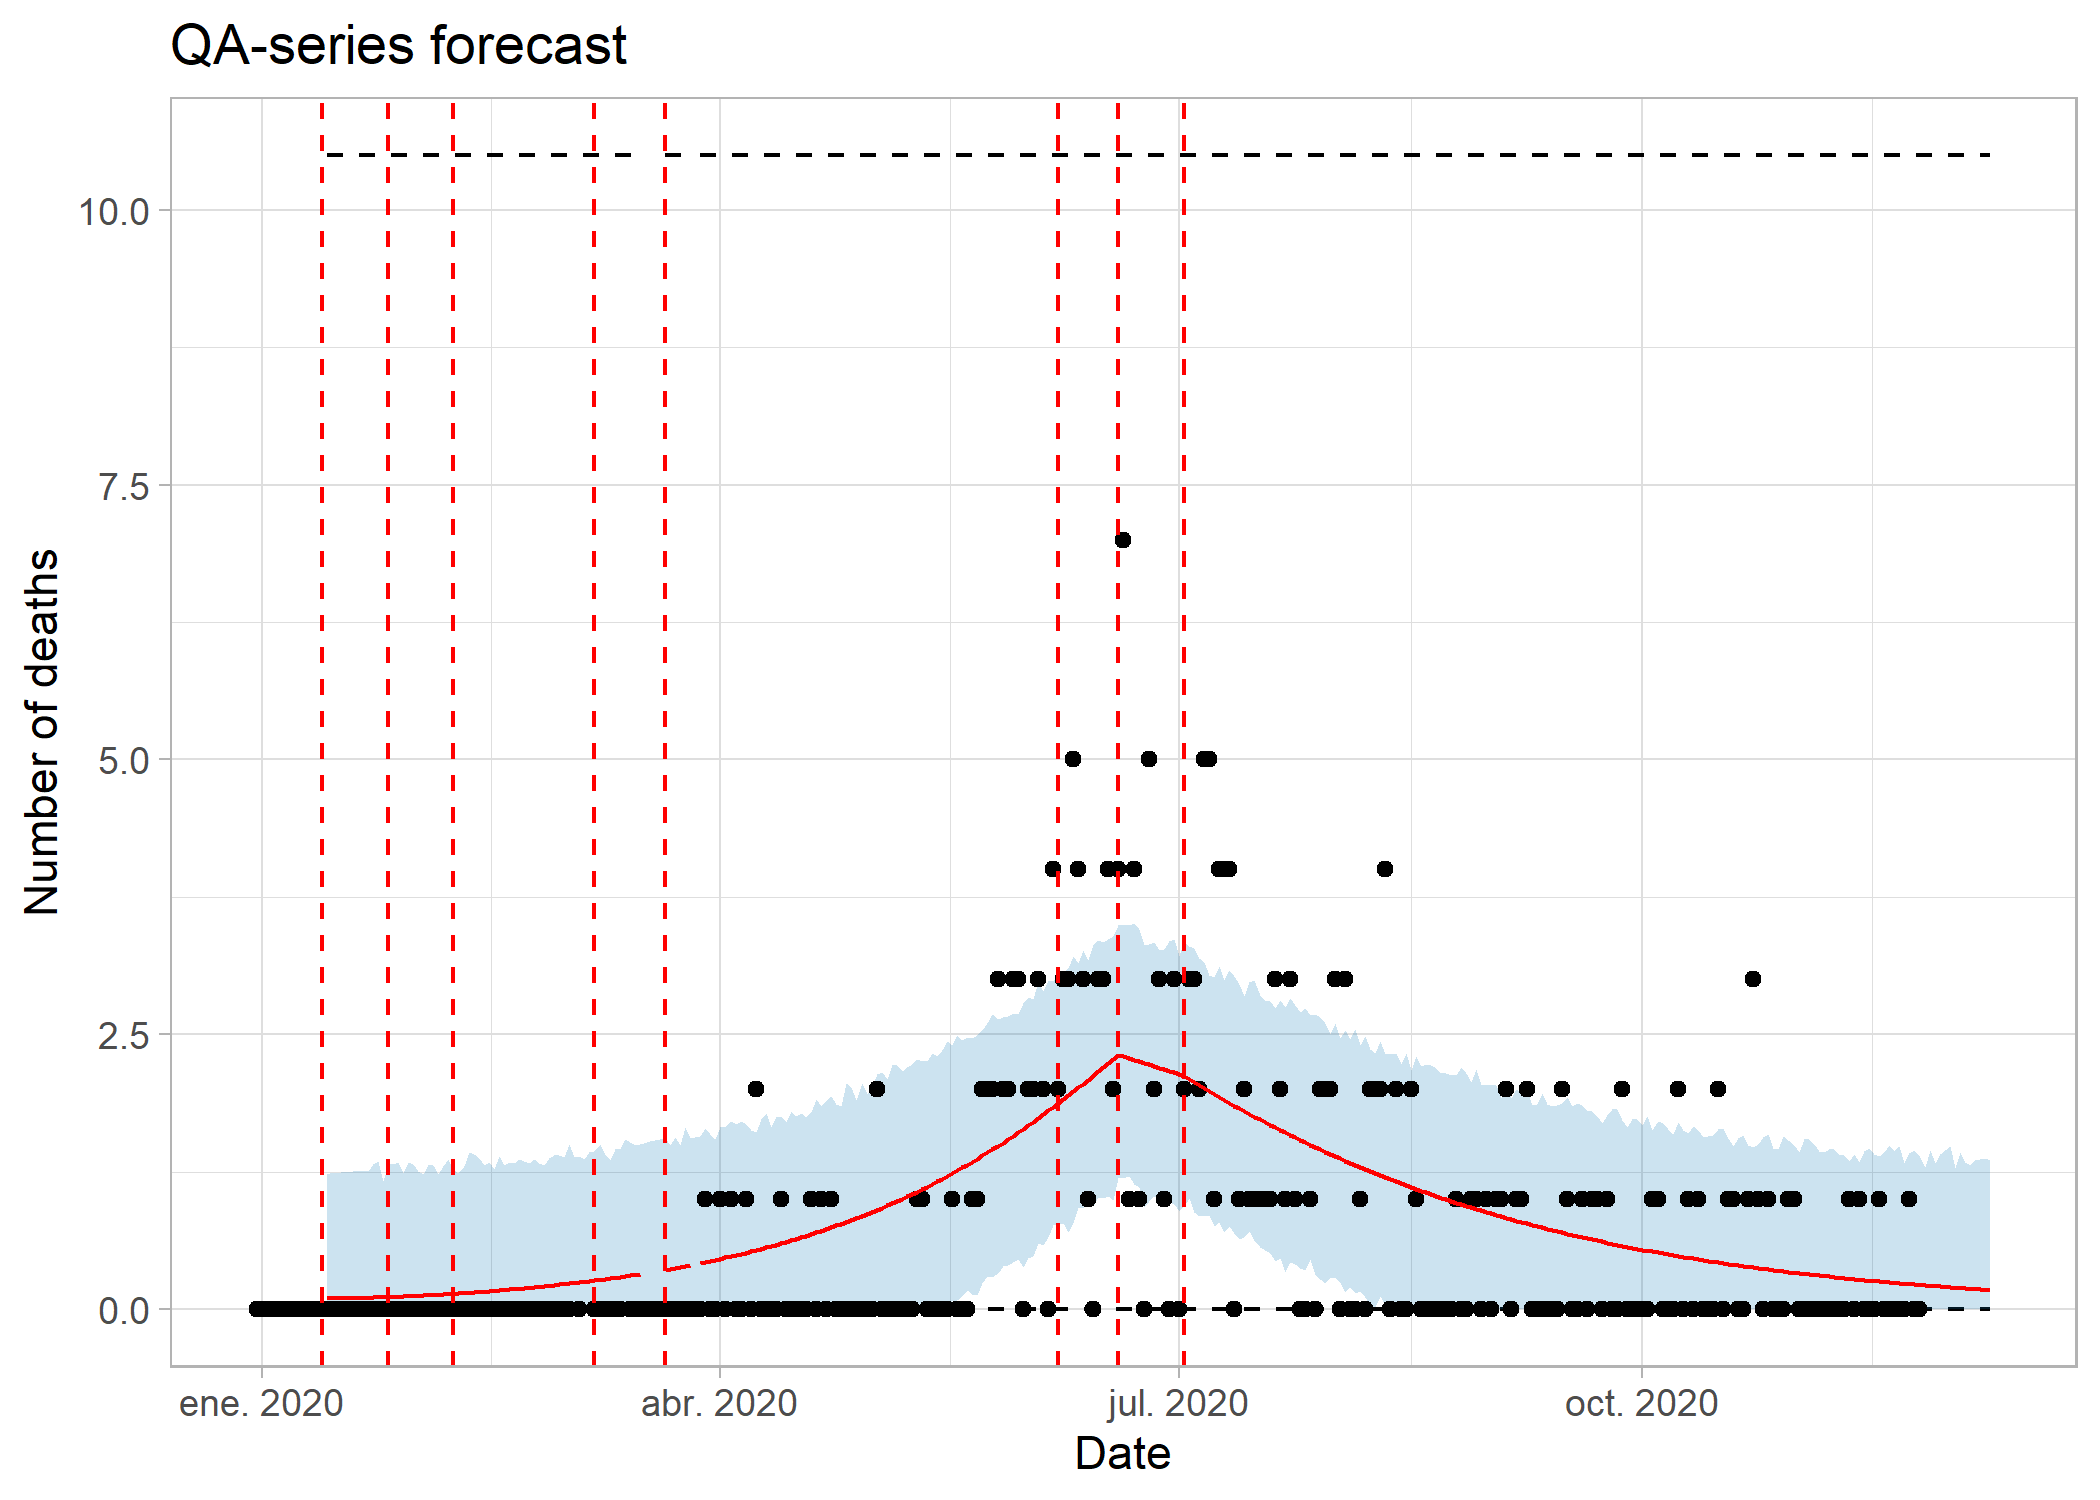 QA-series forecast
10.0
7.5
5.0
2.5
0.0
Number of deaths
ene. 2020 abr. 2020 jul. 2020 oct. 2020
Date